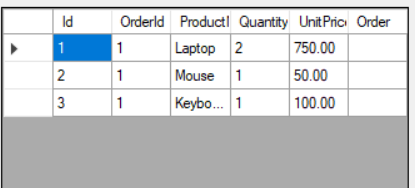 Id OrderId Product Quantity UnitPric Order
1 1 Laptop 2 750.00
2 1 Mouse 1 50.00
3 1 Keybo... 1 100.00